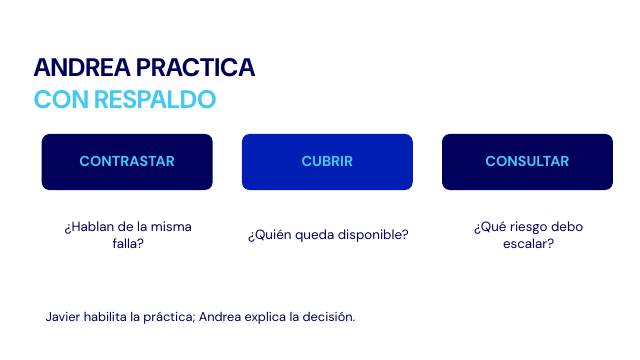 ANDREA PRACTICA
CON RESPALDO
CONTRASTAR
CUBRIR
CONSULTAR
¿Hablan de la misma
falla?
¿Quién queda disponible?
¿Qué riesgo debo
escalar?
Javier habilita la práctica; Andrea explica la decisión.